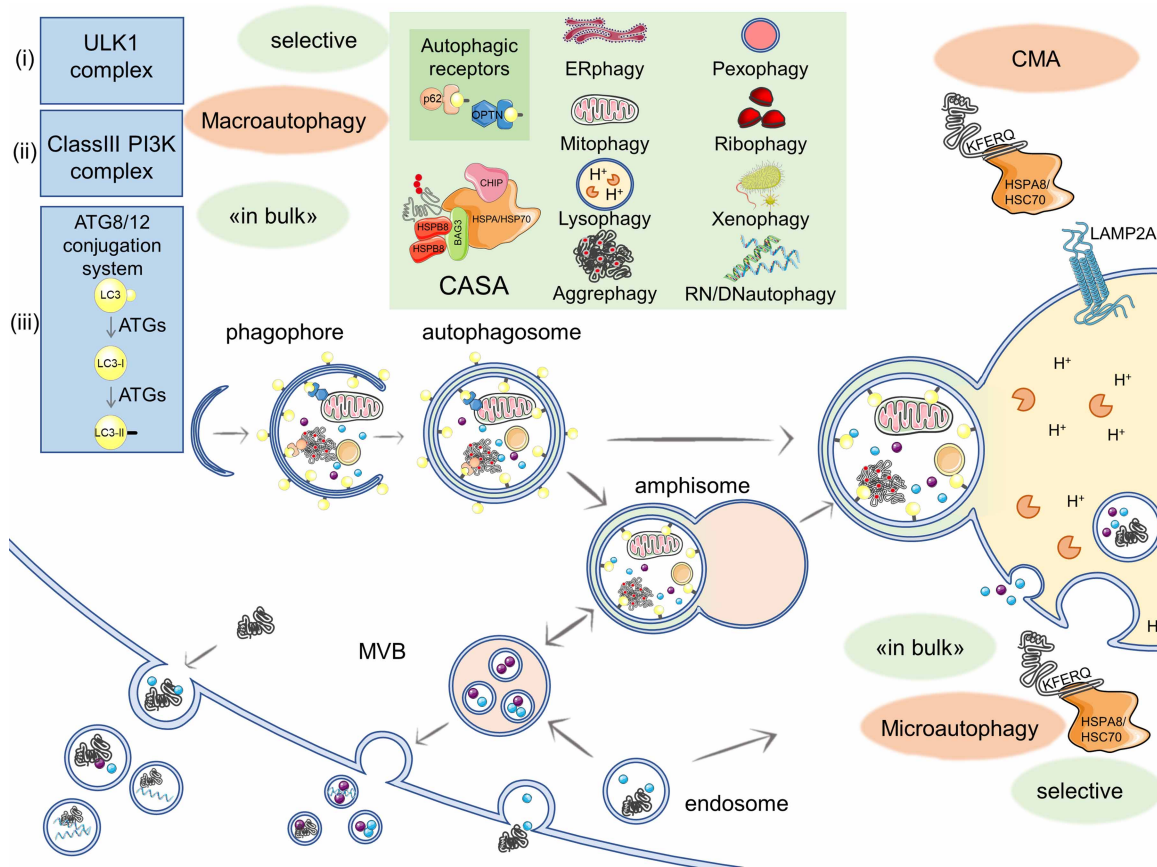 (i)
ULK1
complex
(ii)
ClassIII PI3K
complex
(iii)
ATG8/12
conjugation
system
LC3
ATGs
LC3-I
ATGs
LC3-II
selective
Macroautophagy
«in bulk»
Autophagic
receptors
p62
OPTN
CHIP
HSPA/HSP70
BAG3
HSPB8
HSPB8
CASA
ERphagy
Mitophagy
H+
H+
Lysophagy
Aggrephagy
Pexophagy
Ribophagy
Xenophagy
RN/DNautophagy
CMA
KFERQ
HSPA8/
HSC70
LAMP2A
H+
H+
H+
H+
H+
H
phagophore
autophagosome
amphisome
MVB
endosome
«in bulk»
KFERQ
Microautophagy
HSPA8/
HSC70
selective